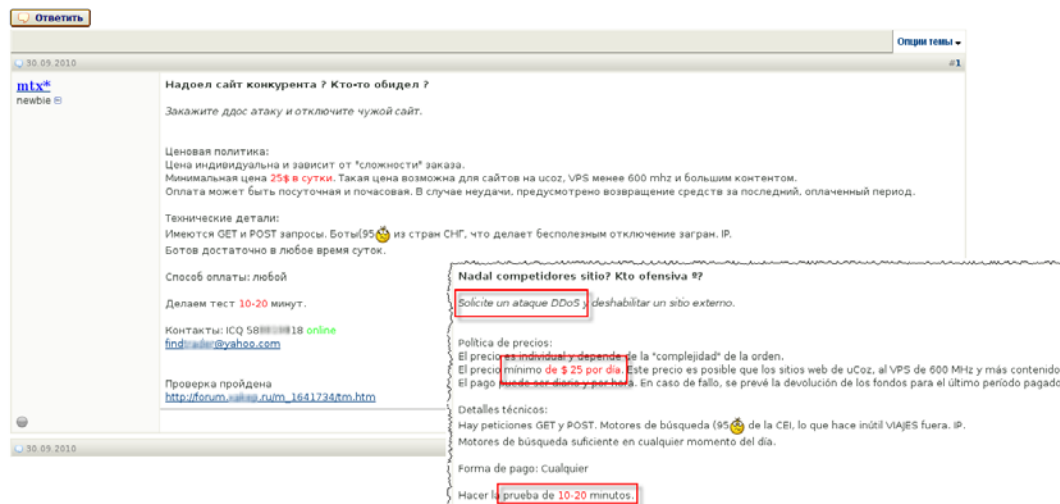 Ответить
Опции темы
30.09.2010 #1
mtx*
newbie
Надоел сайт конкурента ? Кто-то обидел ?
Закажите ддос атаку и отключите чужой сайт.
Ценовая политика:
Цена индивидуальна и зависит от "сложности" заказа.
Минимальная цена 25$ в сутки. Такая цена возможна для сайтов на ucoz, VPS менее 600 mhz и большим контентом.
Оплата может быть посуточная и почасовая. В случае неудачи, предусмотрено возвращение средств за последний, оплаченный период.
Технические детали:
Имеются GET и POST запросы. Боты(95 из стран СНГ, что делает бесполезным отключение загран. IP.
Ботов достаточно в любое время суток.
Способ оплаты: любой
Делаем тест 10-20 минут.
Контакты: ICQ 58 18 online
find @yahoo.com
Проверка пройдена
http://forum. .ru/m_1641734/tm.htm
30.09.2010
Nadal competidores sitio? Kto ofensiva º?
Solicite un ataque DDoS y deshabilitar un sitio externo.
Política de precios:
El precio es individual y depende de la "complejidad" de la orden.
El precio mínimo de $ 25 por día. Este precio es posible que los sitios web de uCoz, al VPS de 600 MHz y más contenido
El pago puede ser diario y por hora. En caso de fallo, se prevé la devolución de los fondos para el último período pagado
Detalles técnicos:
Hay peticiones GET y POST. Motores de búsqueda (95 de la CEI, lo que hace inútil VIAJES fuera. IP.
Motores de búsqueda suficiente en cualquier momento del día.
Forma de pago: Cualquier
Hacer la prueba de 10-20 minutos.